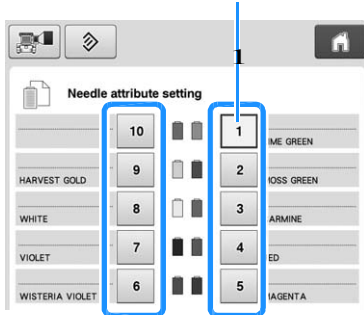 1
Needle attribute setting
10 1 IME GREEN
HARVEST GOLD 9 2 MOSS GREEN
WHITE 8 3 ARMINE
VIOLET 7 4 ED
WISTERIA VIOLET 6 5 AGENTA